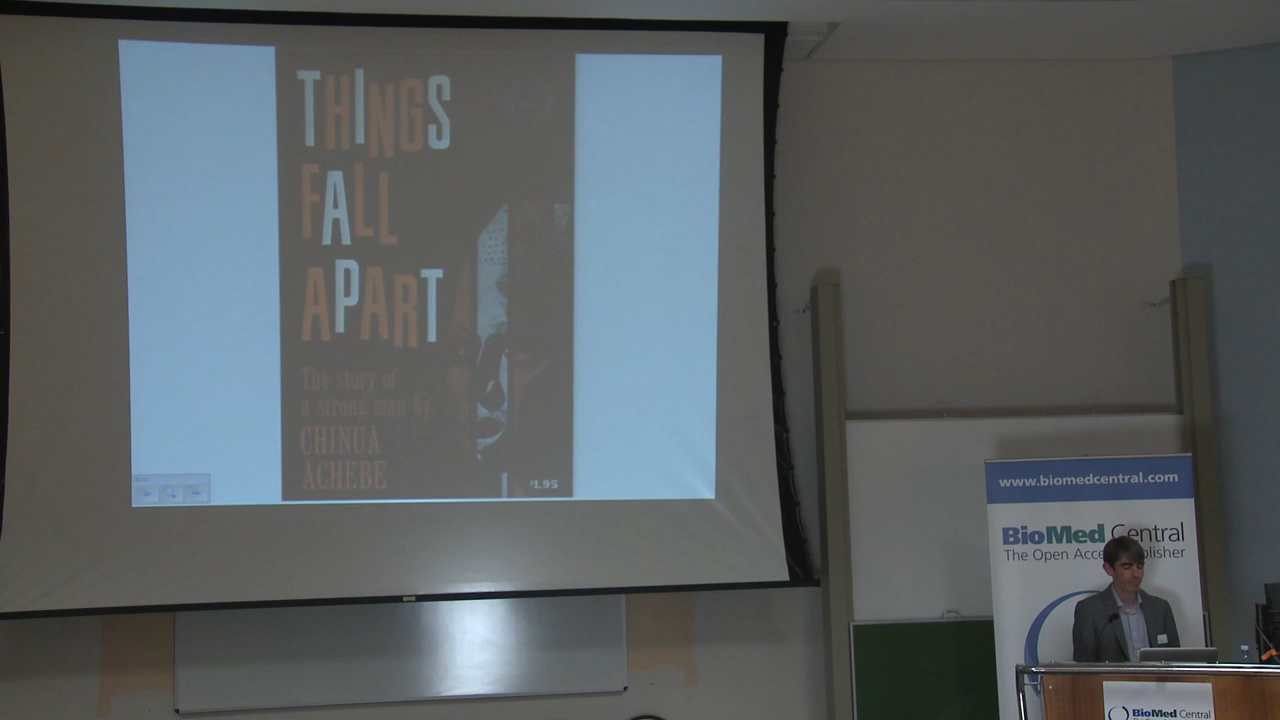 THINGS
FALL
APART
The story of
a strong man by
CHINUA
ACHEBE
$1.95
www.biomedcentral.com
BioMed Central
The Open Access Publisher
BioMed Central